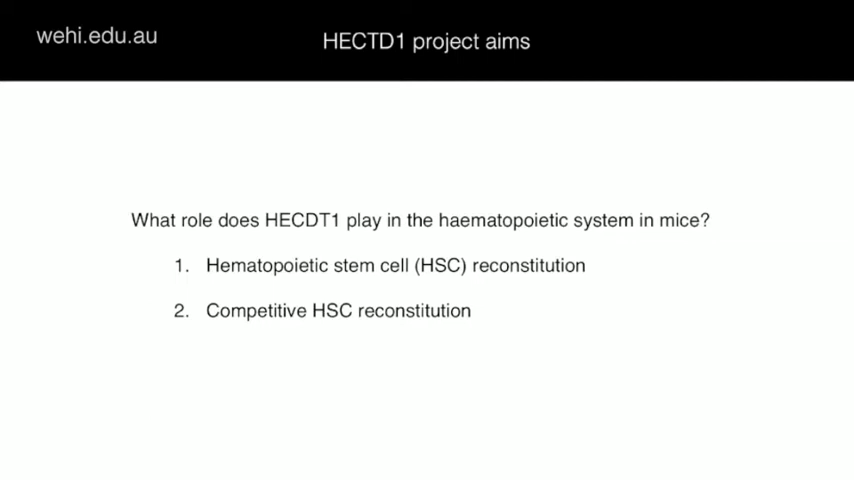 wehi.edu.au
HECTD1 project aims
What role does HECDT1 play in the haematopoietic system in mice?
1. Hematopoietic stem cell (HSC) reconstitution
2. Competitive HSC reconstitution